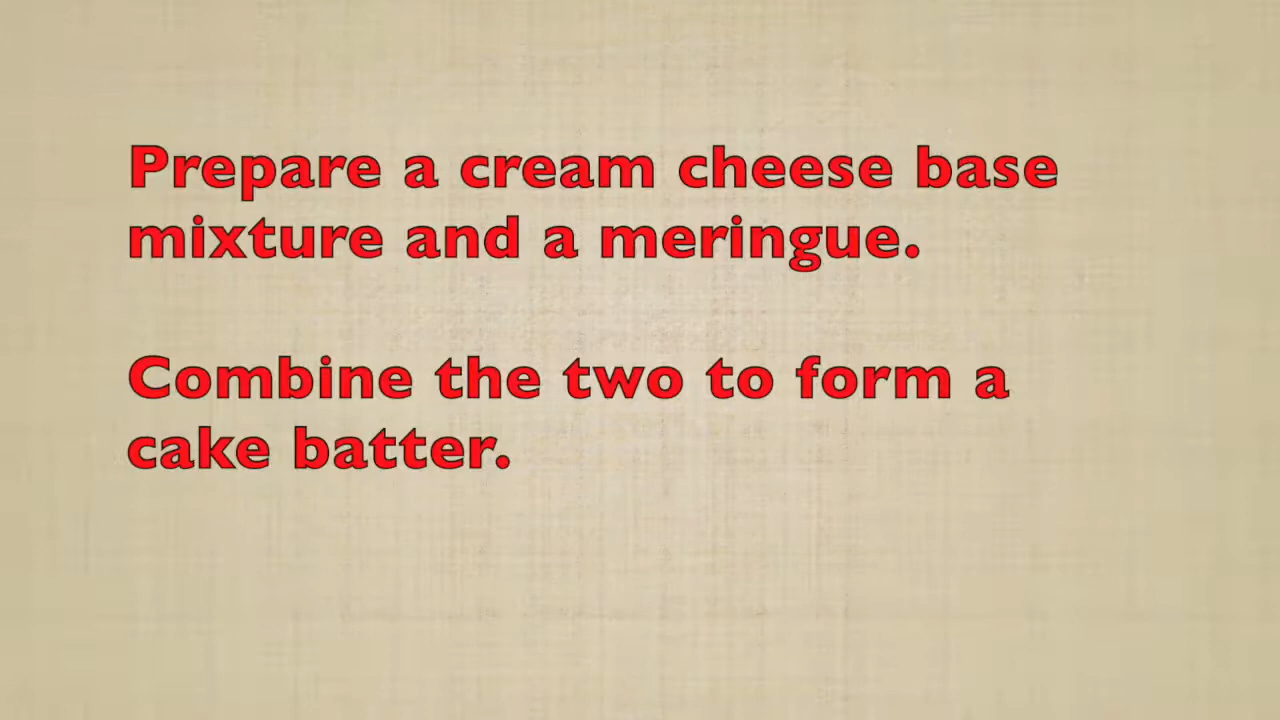 Prepare a cream cheese base
mixture and a meringue.
Combine the two to form a
cake batter.